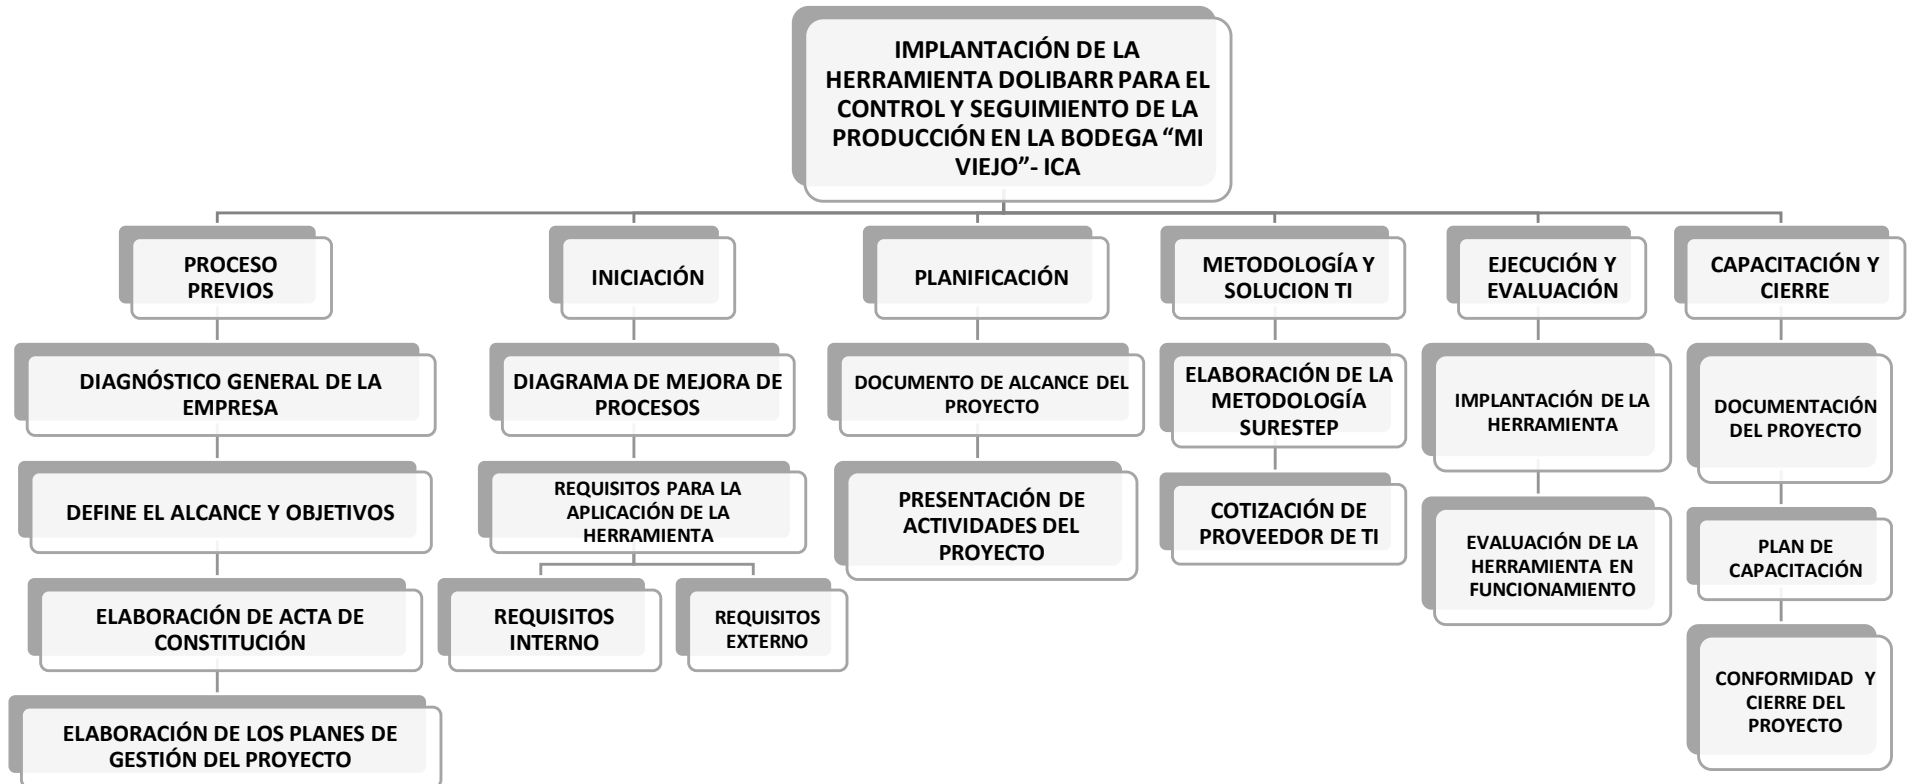 IMPLANTACIÓN DE LA
HERRAMIENTA DOLIBARR PARA EL
CONTROL Y SEGUIMIENTO DE LA
PRODUCCIÓN EN LA BODEGA “MI
VIEJO”- ICA
PROCESO
PREVIOS
DIAGNÓSTICO GENERAL DE LA
EMPRESA
DEFINE EL ALCANCE Y OBJETIVOS
ELABORACIÓN DE ACTA DE
CONSTITUCIÓN
ELABORACIÓN DE LOS PLANES DE
GESTIÓN DEL PROYECTO
INICIACIÓN
DIAGRAMA DE MEJORA DE
PROCESOS
REQUISITOS PARA LA
APLICACIÓN DE LA
HERRAMIENTA
REQUISITOS
INTERNO
REQUISITOS
EXTERNO
PLANIFICACIÓN
DOCUMENTO DE ALCANCE DEL
PROYECTO
PRESENTACIÓN DE
ACTIVIDADES DEL
PROYECTO
METODOLOGÍA Y
SOLUCION TI
ELABORACIÓN DE LA
METODOLOGÍA
SURESTEP
COTIZACIÓN DE
PROVEEDOR DE TI
EJECUCIÓN Y
EVALUACIÓN
IMPLANTACIÓN DE LA
HERRAMIENTA
EVALUACIÓN DE LA
HERRAMIENTA EN
FUNCIONAMIENTO
CAPACITACIÓN Y
CIERRE
DOCUMENTACIÓN
DEL PROYECTO
PLAN DE
CAPACITACIÓN
CONFORMIDAD Y
CIERRE DEL
PROYECTO